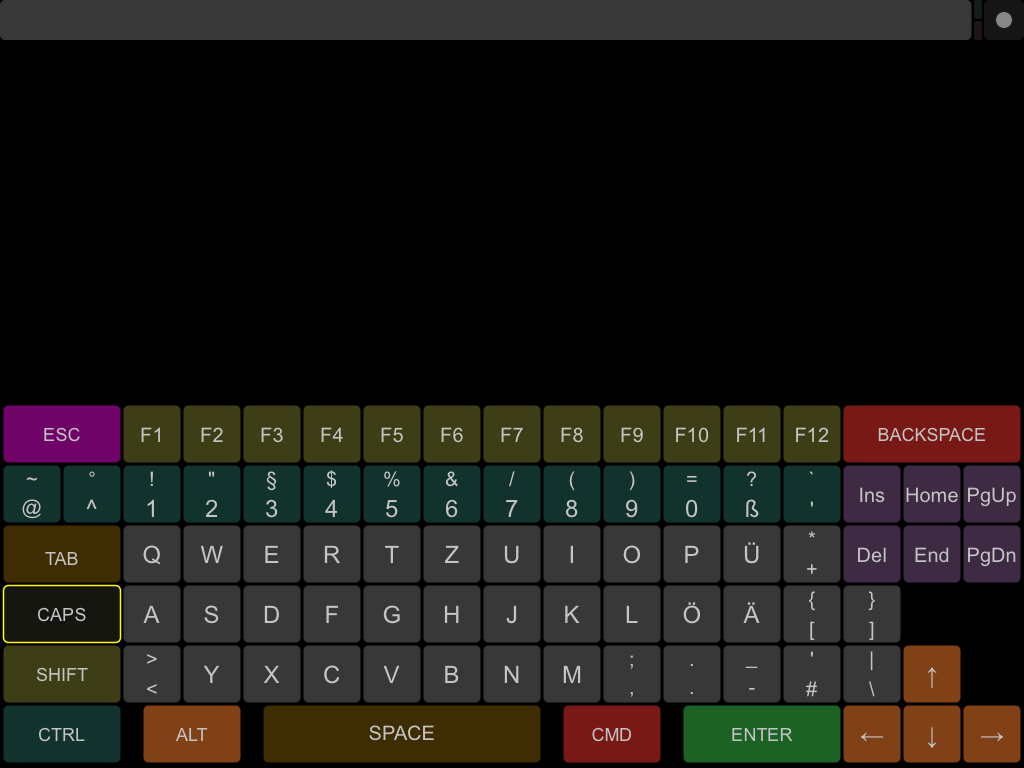 ESC F1 F2 F3 F4 F5 F6 F7 F8 F9 F10 F11 F12 BACKSPACE
~ ° ! " § $ % & / ( ) = ? `
@ ^ 1 2 3 4 5 6 7 8 9 0 ß ' Ins Home PgUp
TAB Q W E R T Z U I O P Ü * + Del End PgDn
CAPS A S D F G H J K L Ö Ä { [ } ]
SHIFT > < Y X C V B N M ; , . . _ - ' # | \ ↑
CTRL ALT SPACE CMD ENTER ← ↓ →